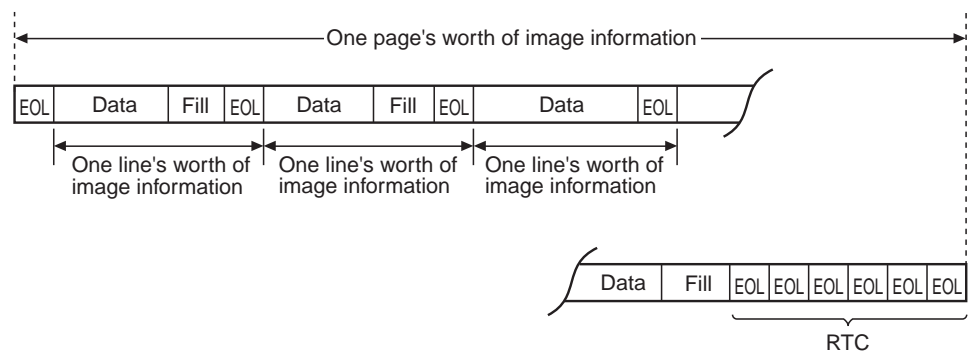 One page's worth of image information
EOL Data Fill EOL Data Fill EOL Data EOL
One line's worth of image information
One line's worth of image information
One line's worth of image information
Data Fill EOL EOL EOL EOL EOL EOL
RTC